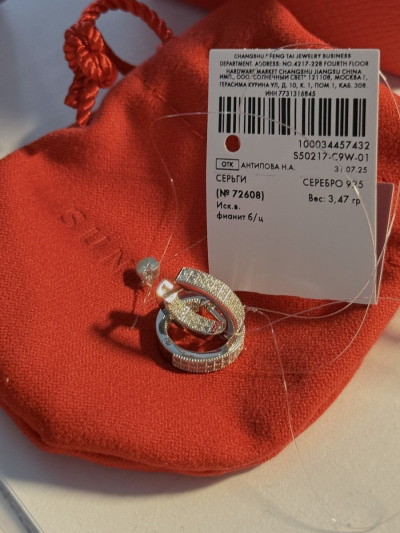 CHANGSHU " FENG TAI JEWELRY BUSINESS
DEPARTMENT. ADDRESS: NO.4217-228 FOURTH FLOOR
HARDWARE MARKET CHANGSHU JIANGSU CHINA
ИМП., ООО "СОЛНЕЧНЫЙ СВЕТ" 121108, МОСКВА Г,
ГЕРАСИМА КУРИНА УЛ, Д. 10, К. 1, ПОМ 1, КАБ. 30В.
ИНН 7731316845
100034457432
S50217-C9W-01
ОТК АНТИПОВА Н.А. 31.07.25
СЕРЬГИ СЕРЕБРО 925
(№ 72608) Вес: 3,47 гр
Иск.в.
фианит б/ц
SUN